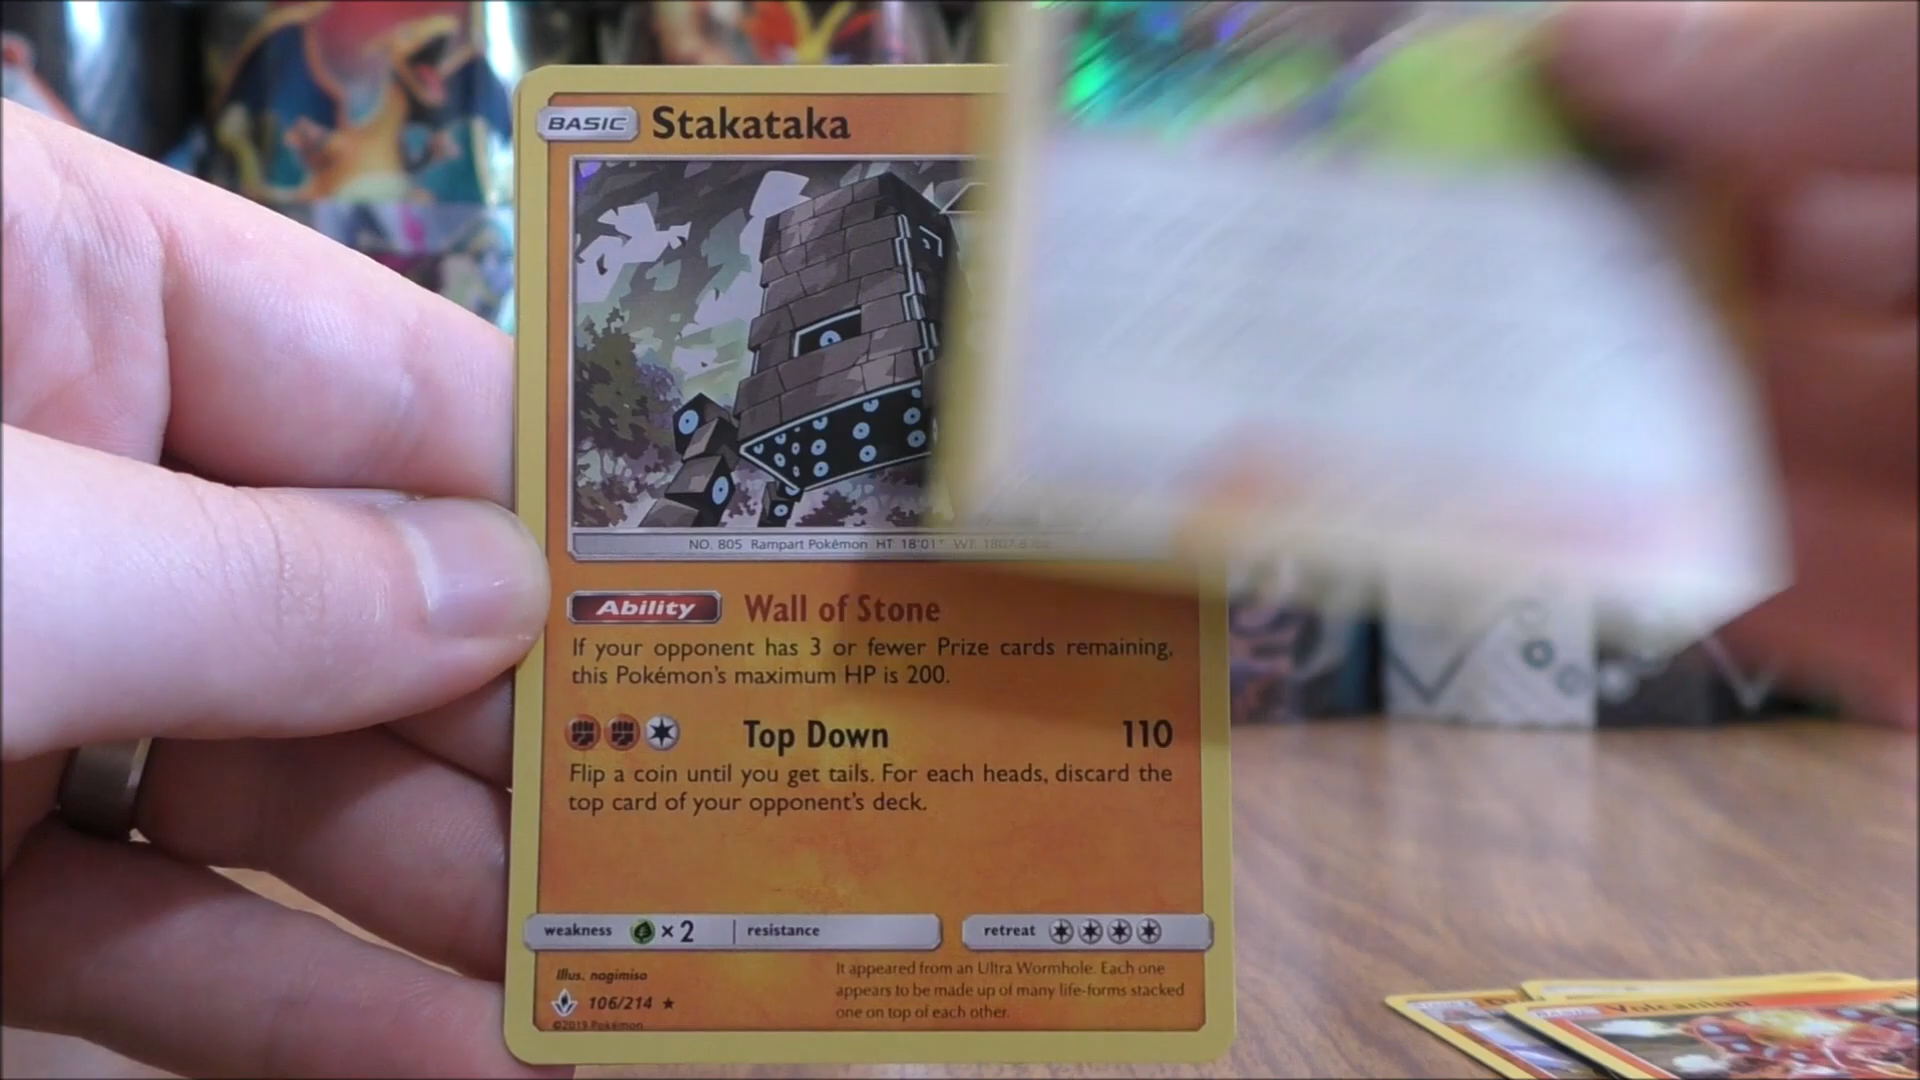 BASIC Stakataka
NO. 805 Rampart Pokémon HT: 18'01" WT:
Ability Wall of Stone
If your opponent has 3 or fewer Prize cards remaining,
this Pokémon's maximum HP is 200.
Top Down 110
Flip a coin until you get tails. For each heads, discard the
top card of your opponent's deck.
weakness ×2 resistance retreat
Illus. nagimiso
106/214
©2019 Pokémon
It appeared from an Ultra Wormhole. Each one
appears to be made up of many life-forms stacked
one on top of each other.
BASIC Volcanion